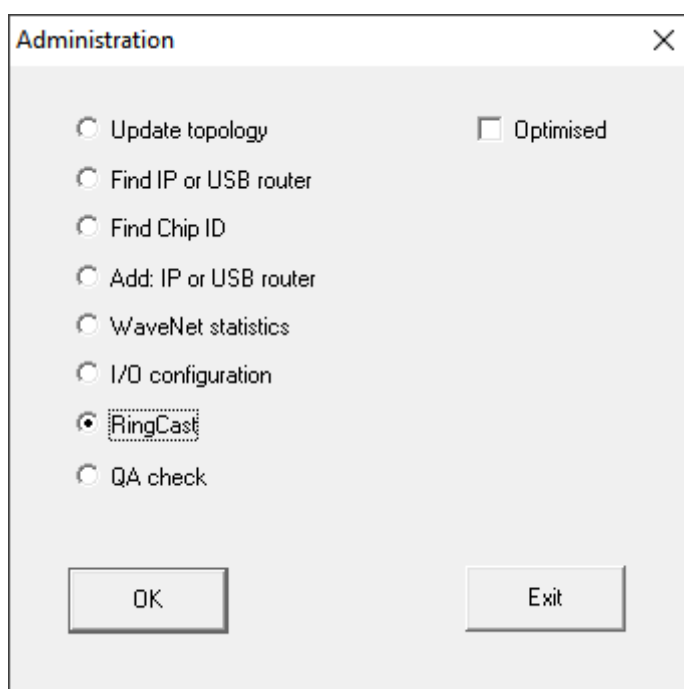 Administration
Update topology
Optimised
Find IP or USB router
Find Chip ID
Add: IP or USB router
WaveNet statistics
I/O configuration
RingCast
QA check
OK
Exit